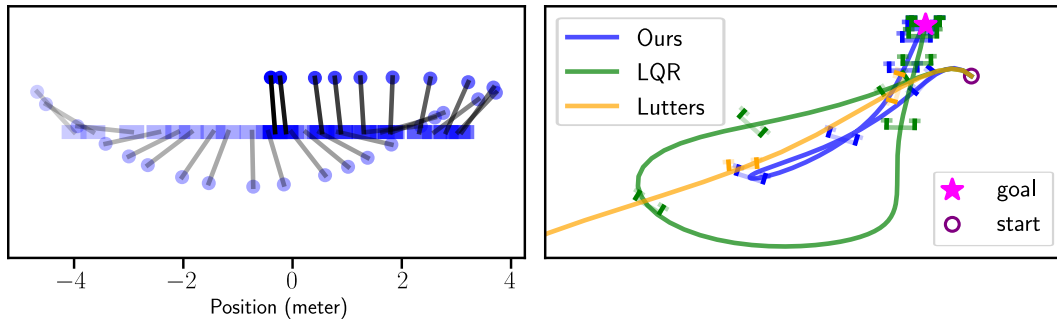 −4 −2 0 2 4
Position (meter)
Ours
LQR
Lutters
goal
start